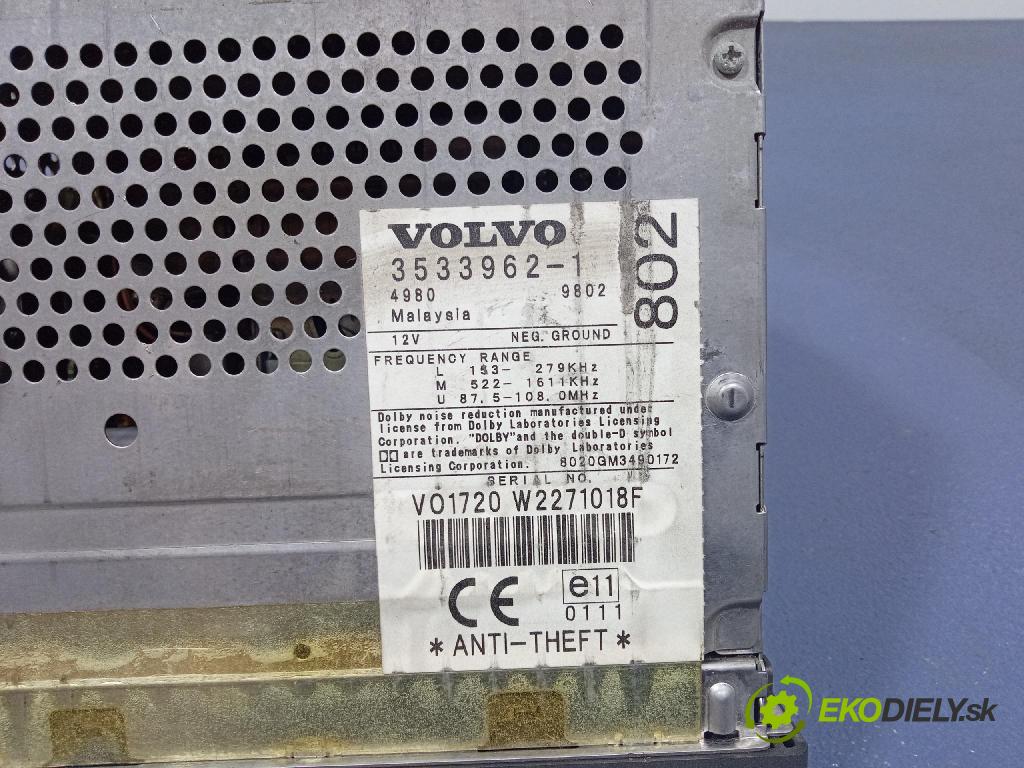 VOLVO
3533962-1
802
4980 9802
Malaysia
12V NEG. GROUND
FREQUENCY RANGE
L 153- 279KHz
M 522- 1611KHz
U 87.5-108.0MHz
Dolby noise reduction manufactured under
license from Dolby Laboratories Licensing
Corporation. "DOLBY"and the double-D symbol
are trademarks of Dolby Laboratories
Licensing Corporation. 8020GM3490172
SERIAL NO.
VO1720 W2271018F
CE e11
0111
*ANTI-THEFT*
EKODIELY.sk